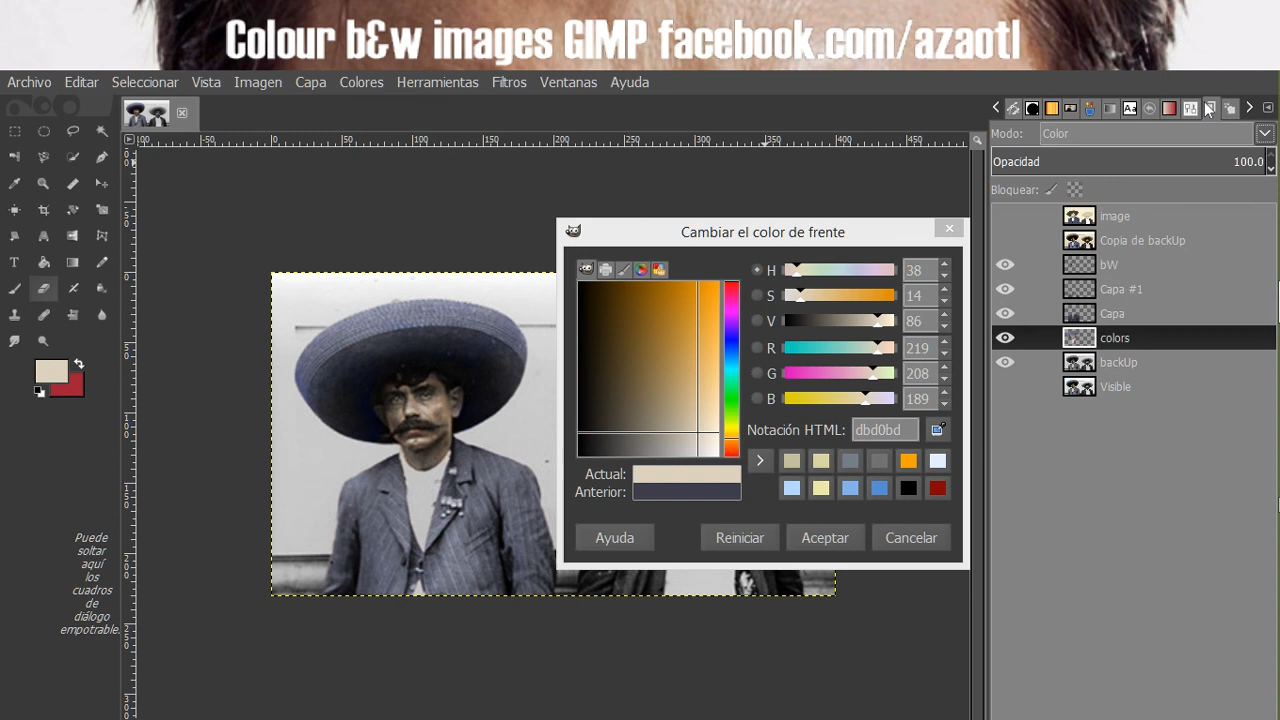 Colour b&w images GIMP facebook.com/azaotl
Archivo Editar Seleccionar Vista Imagen Capa Colores Herramientas Filtros Ventanas Ayuda
Modo: Color
Opacidad 100.0
Bloquear:
image
Copia de backUp
bW
Capa #1
Capa
colors
backUp
Visible
Cambiar el color de frente
H 38
S 14
V 86
R 219
G 208
B 189
Notación HTML: dbd0bd
Actual:
Anterior:
Ayuda Reiniciar Aceptar Cancelar
Puede
soltar
aquí
los
cuadros
de
diálogo
empotrable.